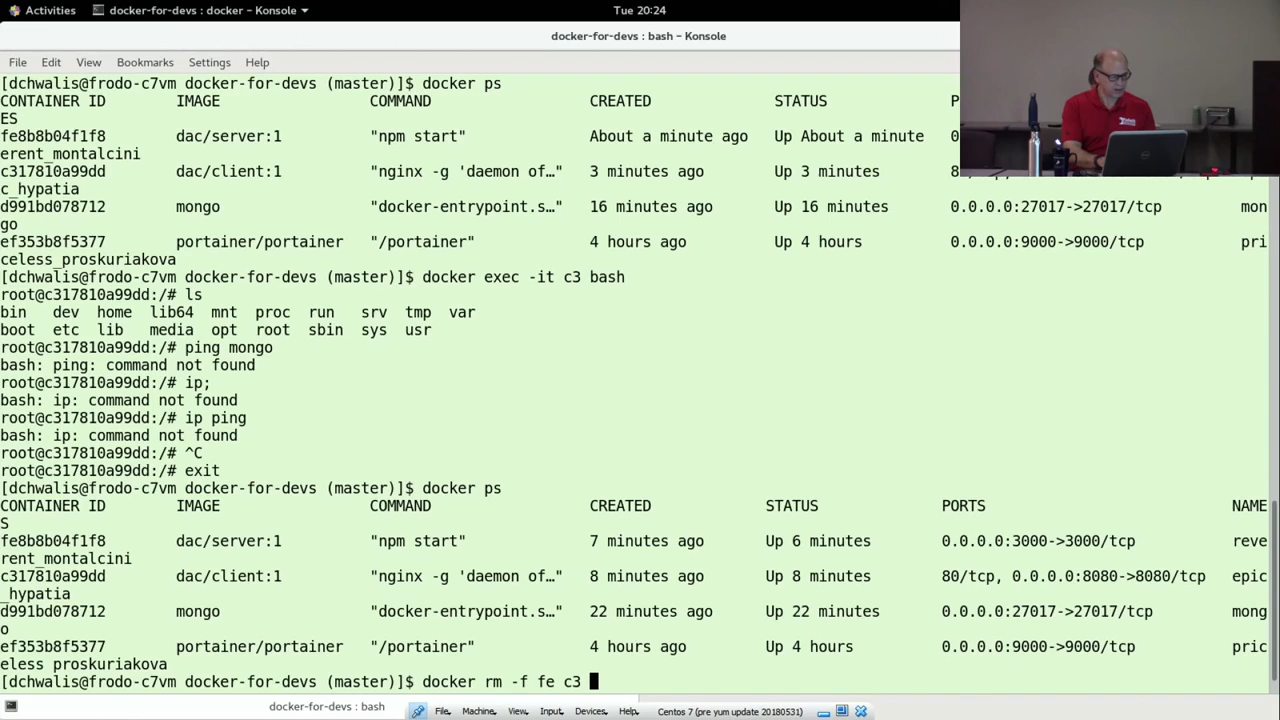 Activities docker-for-devs : docker – Konsole Tue 20:24
docker-for-devs : bash – Konsole
File Edit View Bookmarks Settings Help
[dchwalis@frodo-c7vm docker-for-devs (master)]$ docker ps
CONTAINER ID IMAGE COMMAND CREATED STATUS P
ES
fe8b8b04f1f8 dac/server:1 "npm start" About a minute ago Up About a minute 0
erent_montalcini
c317810a99dd dac/client:1 "nginx -g 'daemon of…" 3 minutes ago Up 3 minutes 8
c_hypatia
d991bd078712 mongo "docker-entrypoint.s…" 16 minutes ago Up 16 minutes 0.0.0.0:27017->27017/tcp mon
go
ef353b8f5377 portainer/portainer "/portainer" 4 hours ago Up 4 hours 0.0.0.0:9000->9000/tcp pri
celess_proskuriakova
[dchwalis@frodo-c7vm docker-for-devs (master)]$ docker exec -it c3 bash
root@c317810a99dd:/# ls
bin dev home lib64 mnt proc run srv tmp var
boot etc lib media opt root sbin sys usr
root@c317810a99dd:/# ping mongo
bash: ping: command not found
root@c317810a99dd:/# ip;
bash: ip: command not found
root@c317810a99dd:/# ip ping
bash: ip: command not found
root@c317810a99dd:/# ^C
root@c317810a99dd:/# exit
[dchwalis@frodo-c7vm docker-for-devs (master)]$ docker ps
CONTAINER ID IMAGE COMMAND CREATED STATUS PORTS NAME
S
fe8b8b04f1f8 dac/server:1 "npm start" 7 minutes ago Up 6 minutes 0.0.0.0:3000->3000/tcp reve
rent_montalcini
c317810a99dd dac/client:1 "nginx -g 'daemon of…" 8 minutes ago Up 8 minutes 80/tcp, 0.0.0.0:8080->8080/tcp epic
_hypatia
d991bd078712 mongo "docker-entrypoint.s…" 22 minutes ago Up 22 minutes 0.0.0.0:27017->27017/tcp mong
o
ef353b8f5377 portainer/portainer "/portainer" 4 hours ago Up 4 hours 0.0.0.0:9000->9000/tcp pric
eless_proskuriakova
[dchwalis@frodo-c7vm docker-for-devs (master)]$ docker rm -f fe c3
docker-for-devs : bash
File Machine View Input Devices Help Centos 7 (pre yum update 20180531)